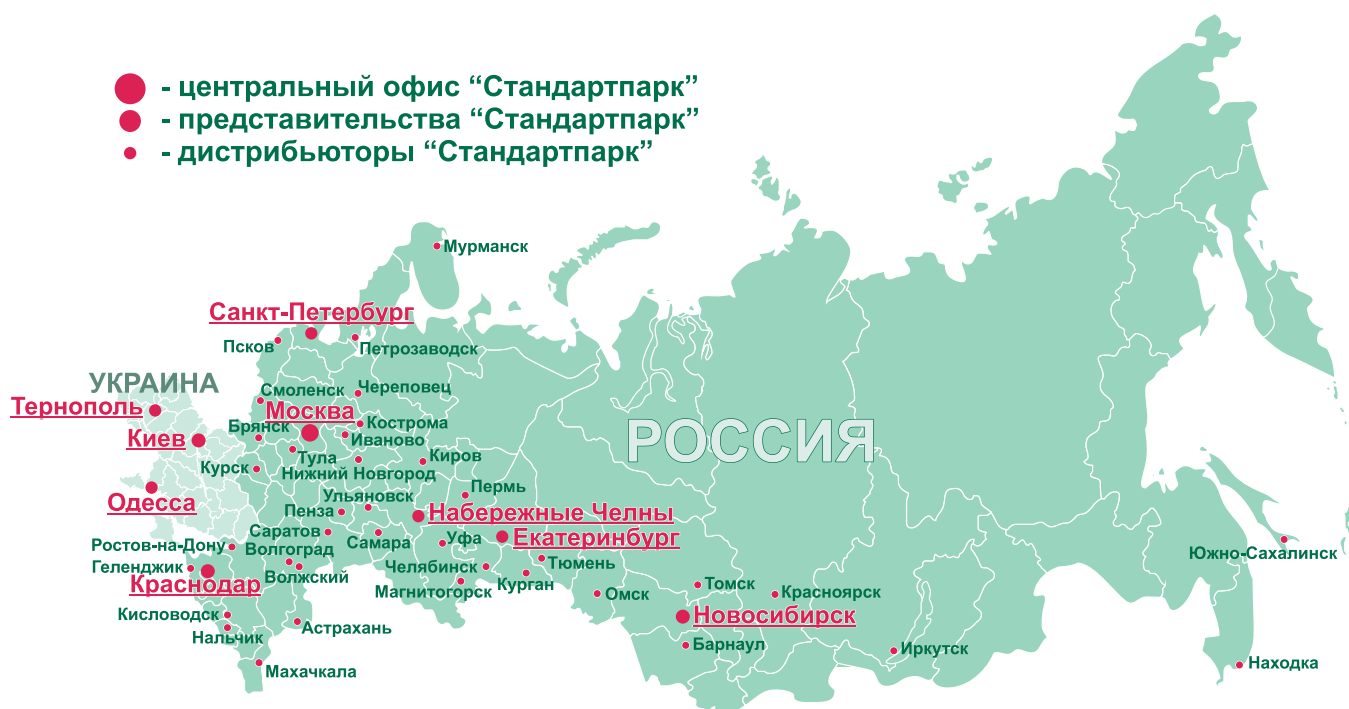 - центральный офис “Стандартпарк”
- представительства “Стандартпарк”
- дистрибьюторы “Стандартпарк”
Мурманск
Санкт-Петербург
Псков
Петрозаводск
УКРАИНА
Смоленск
Череповец
Тернополь
Москва
Брянск
Кострома
Киев
Иваново
Тула
Киров
Курск
Нижний Новгород
РОССИЯ
Пермь
Ульяновск
Одесса
Пенза
Набережные Челны
Саратов
Самара
Уфа
Екатеринбург
Ростов-на-Дону
Волгоград
Южно-Сахалинск
Геленджик
Волжский
Челябинск
Тюмень
Краснодар
Магнитогорск
Курган
Омск
Томск
Красноярск
Кисловодск
Новосибирск
Нальчик
Астрахань
Барнаул
Иркутск
Находка
Махачкала